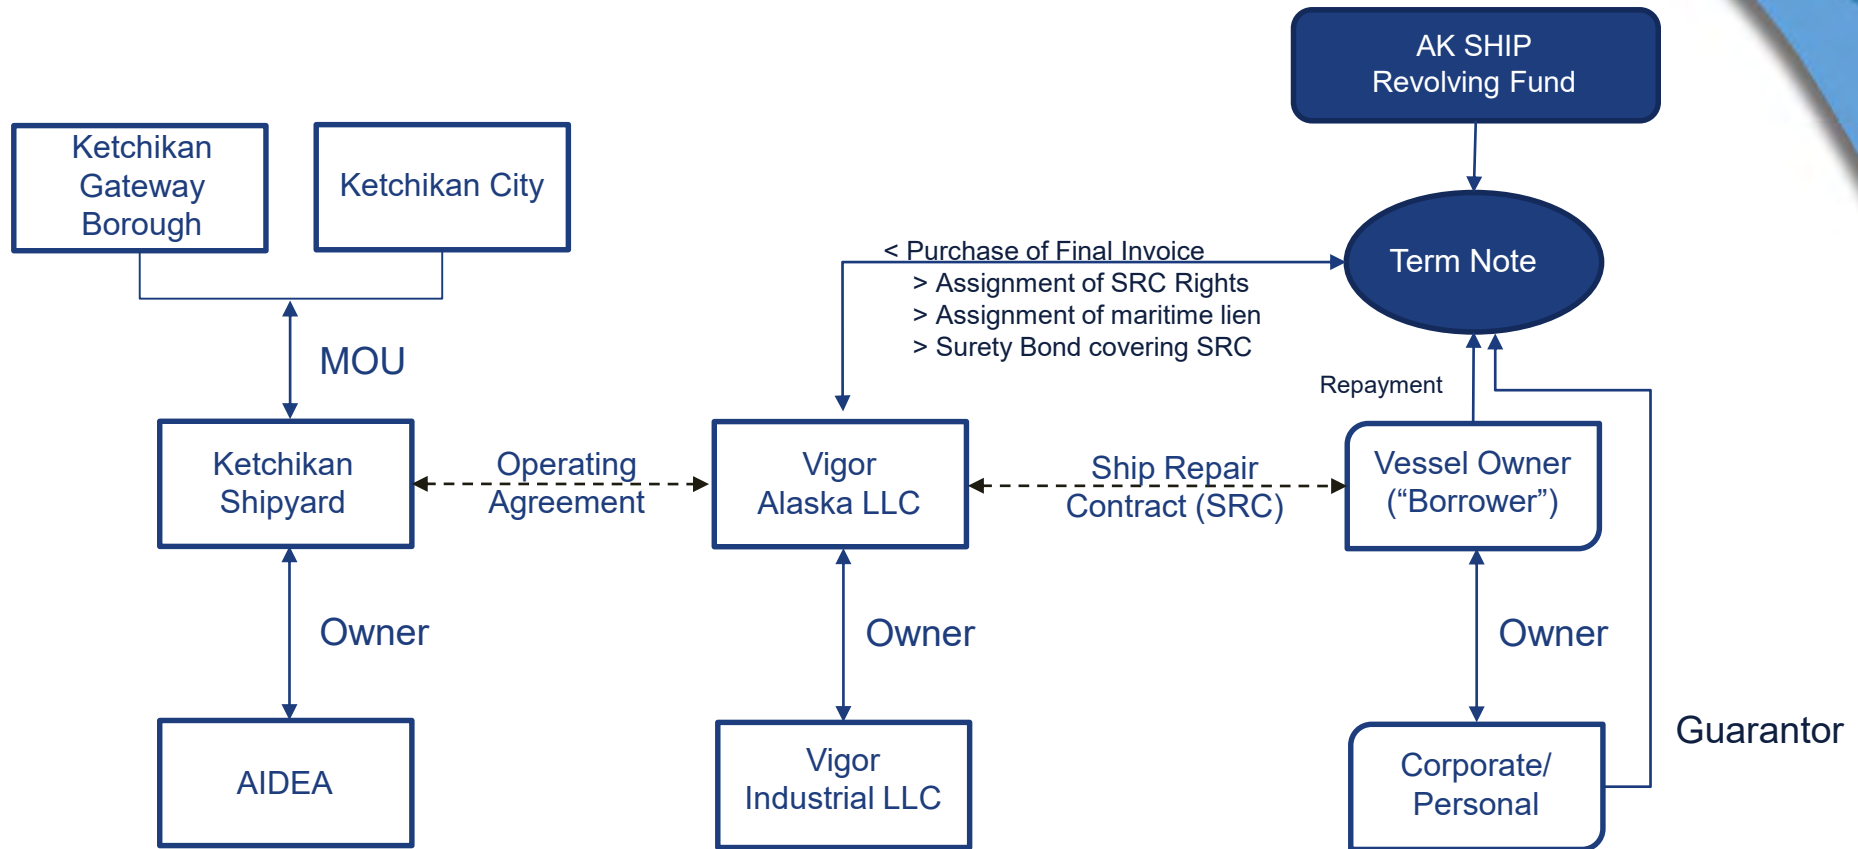 AK SHIP
Revolving Fund
Ketchikan
Gateway
Borough
Ketchikan City
< Purchase of Final Invoice
> Assignment of SRC Rights
> Assignment of maritime lien
> Surety Bond covering SRC
Term Note
MOU
Repayment
Ketchikan
Shipyard
Operating
Agreement
Vigor
Alaska LLC
Ship Repair
Contract (SRC)
Vessel Owner
(“Borrower”)
Owner
Owner
Owner
Guarantor
AIDEA
Vigor
Industrial LLC
Corporate/
Personal